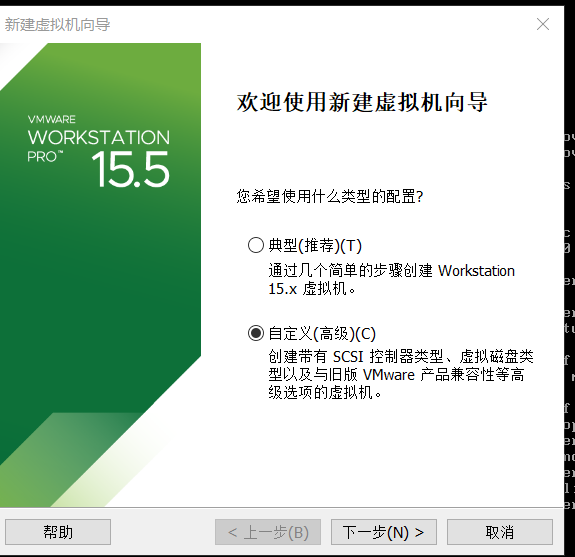 新建虚拟机向导
VMWARE
WORKSTATION
PRO™ 15.5
欢迎使用新建虚拟机向导
您希望使用什么类型的配置?
典型(推荐)(T)
通过几个简单的步骤创建 Workstation
15.x 虚拟机。
自定义(高级)(C)
创建带有 SCSI 控制器类型、虚拟磁盘类
型以及与旧版 VMware 产品兼容性等高
级选项的虚拟机。
帮助
< 上一步(B)
下一步(N) >
取消